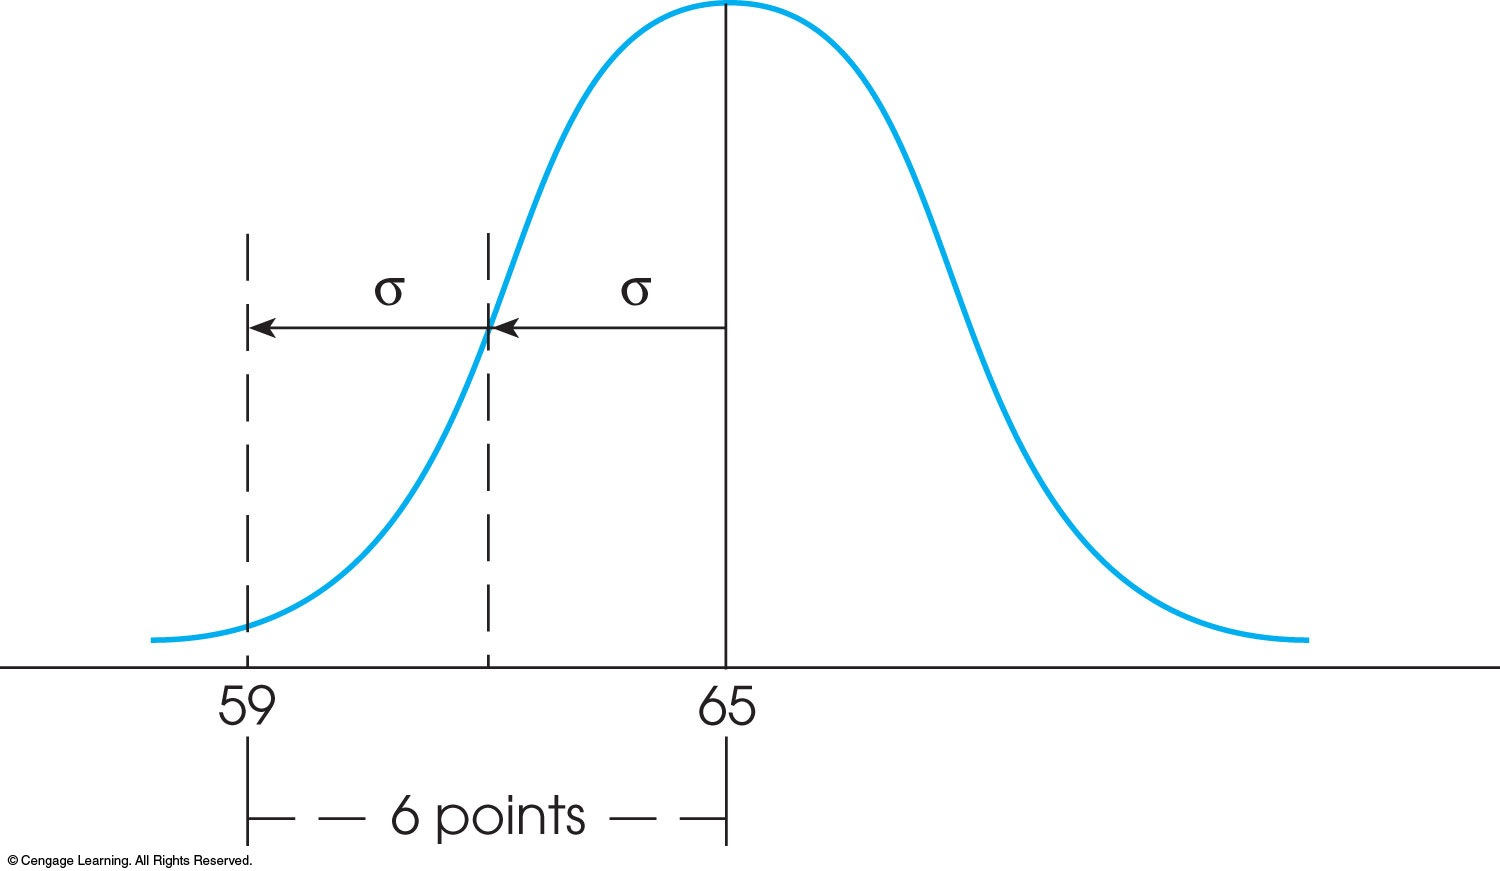 σ σ
59 65
6 points
© Cengage Learning. All Rights Reserved.